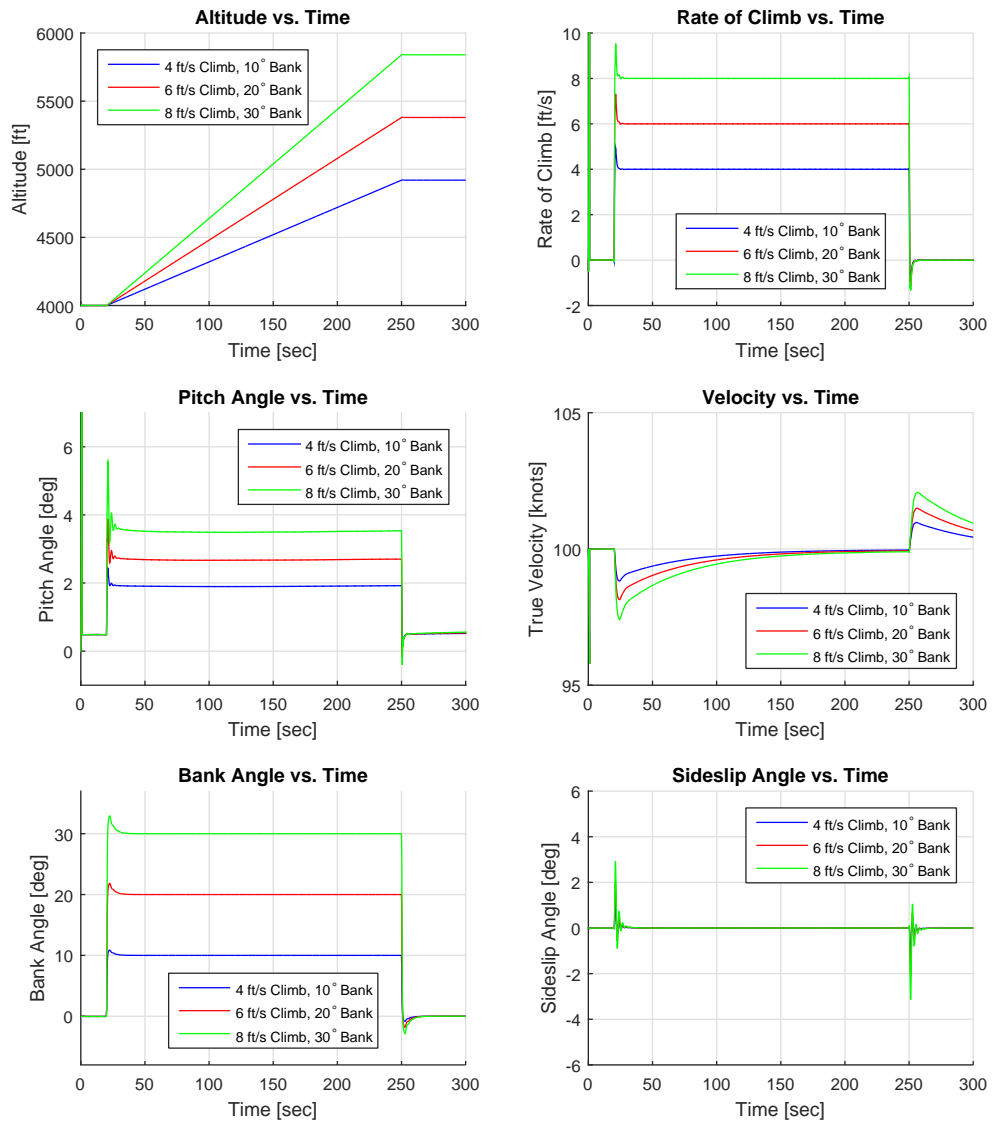 Altitude vs. Time
6000
5500
5000
4500
4000
Altitude [ft]
4 ft/s Climb, 10° Bank
6 ft/s Climb, 20° Bank
8 ft/s Climb, 30° Bank
0 50 100 150 200 250 300
Time [sec]
Rate of Climb vs. Time
10
8
6
4
2
0
-2
Rate of Climb [ft/s]
4 ft/s Climb, 10° Bank
6 ft/s Climb, 20° Bank
8 ft/s Climb, 30° Bank
0 50 100 150 200 250 300
Time [sec]
Pitch Angle vs. Time
6
4
2
0
Pitch Angle [deg]
4 ft/s Climb, 10° Bank
6 ft/s Climb, 20° Bank
8 ft/s Climb, 30° Bank
0 50 100 150 200 250 300
Time [sec]
Velocity vs. Time
105
100
95
True Velocity [knots]
4 ft/s Climb, 10° Bank
6 ft/s Climb, 20° Bank
8 ft/s Climb, 30° Bank
0 50 100 150 200 250 300
Time [sec]
Bank Angle vs. Time
30
20
10
0
Bank Angle [deg]
4 ft/s Climb, 10° Bank
6 ft/s Climb, 20° Bank
8 ft/s Climb, 30° Bank
0 50 100 150 200 250 300
Time [sec]
Sideslip Angle vs. Time
6
4
2
0
-2
-4
-6
Sideslip Angle [deg]
4 ft/s Climb, 10° Bank
6 ft/s Climb, 20° Bank
8 ft/s Climb, 30° Bank
0 50 100 150 200 250 300
Time [sec]